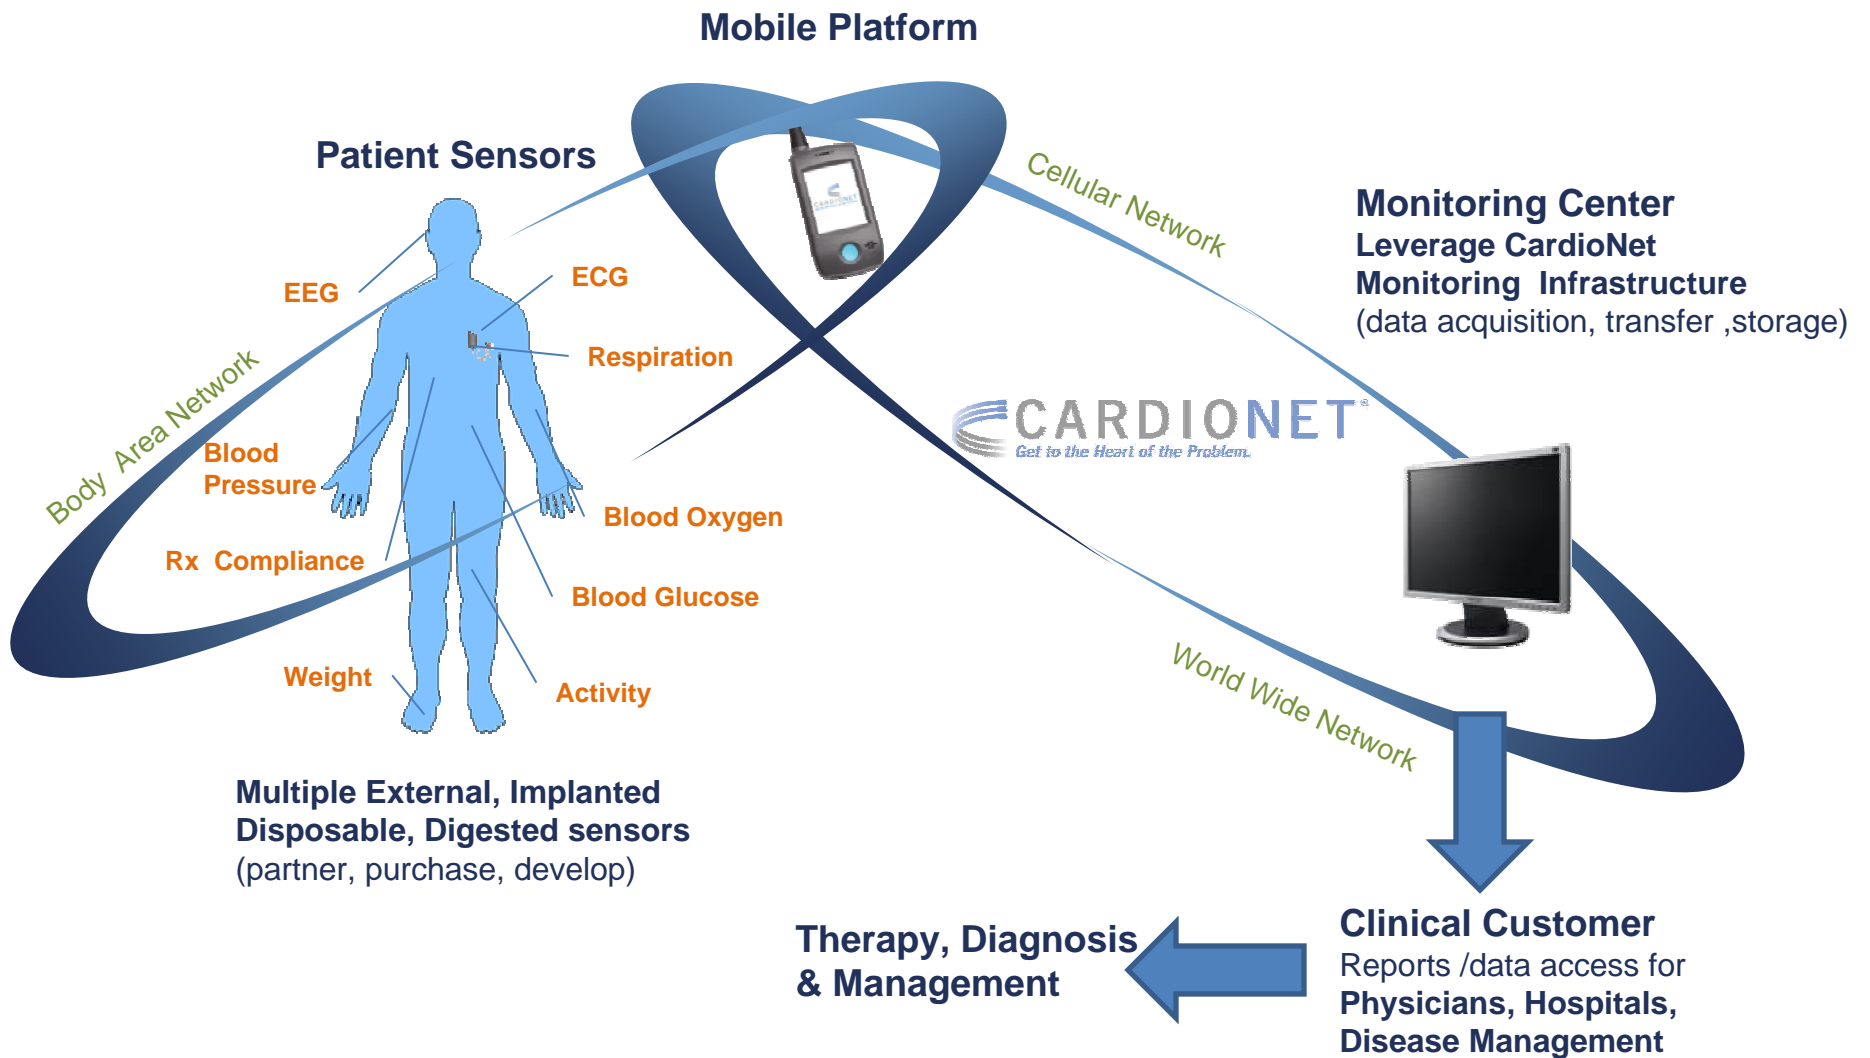 Mobile Platform
Patient Sensors
EEG
ECG
Respiration
Body Area Network
Blood
Pressure
Blood Oxygen
Rx Compliance
Blood Glucose
Weight
Activity
Multiple External, Implanted
Disposable, Digested sensors
(partner, purchase, develop)
CARDIONET
Cellular Network
Monitoring Center
Leverage CardioNet
Monitoring Infrastructure
(data acquisition, transfer ,storage)
CARDIONET®
Get to the Heart of the Problem.
World Wide Network
Clinical Customer
Reports /data access for
Physicians, Hospitals,
Disease Management
Therapy, Diagnosis
& Management